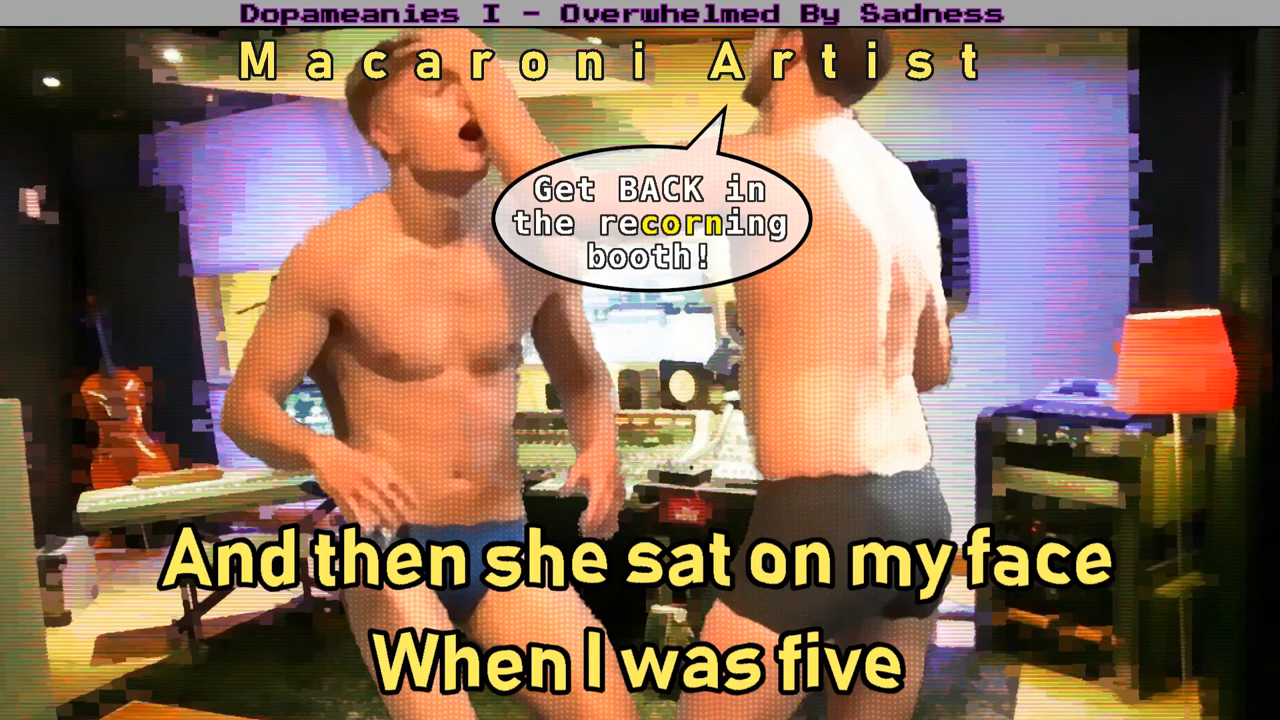 Dopameanies I - Overwhelmed By Sadness
Macaroni Artist
Get BACK in
the recorning
booth!
And then she sat on my face
When I was five